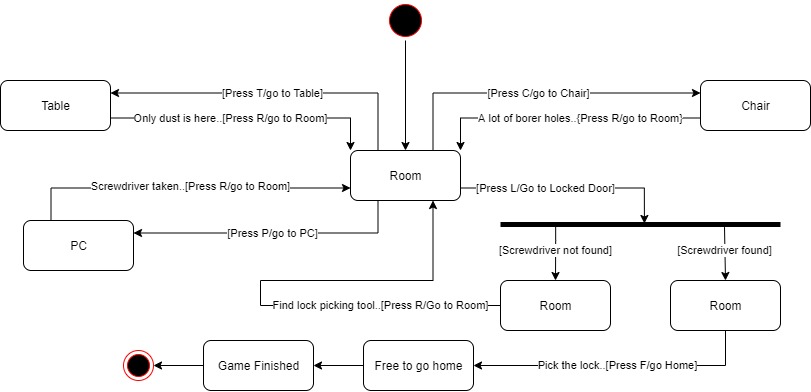 [Press T/go to Table]
[Press C/go to Chair]
Table
Chair
Only dust is here..[Press R/go to Room]
A lot of borer holes..{Press R/go to Room}
Room
Screwdriver taken..[Press R/go to Room]
[Press L/Go to Locked Door]
PC
[Press P/go to PC]
[Screwdriver not found]
[Screwdriver found]
Find lock picking tool..[Press R/Go to Room]
Room
Room
Game Finished
Free to go home
Pick the lock..[Press F/go Home]